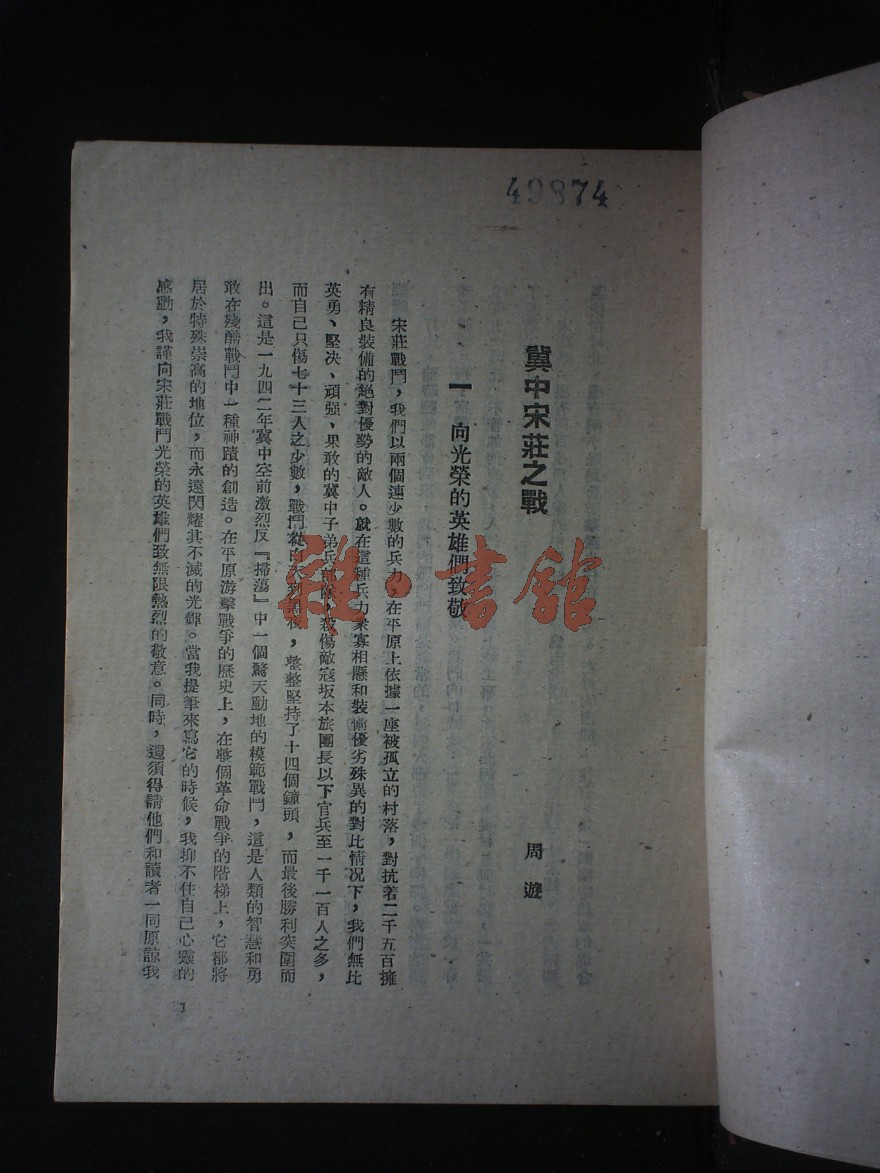 49874
冀中宋莊之戰
周遊
一 向光榮的英雄們致敬
宋莊戰鬥，我們以兩個連少數的兵力，在平原上依據一座被孤立的村落，對抗着二千五百擁
有精良裝備的絕對優勢的敵人。就在這種兵力衆寡相懸和裝備優劣殊異的對比情况下，我們無比
英勇、堅决、頑强、果敢的冀中子弟兵部隊，殺傷敵寇坂本旅團長以下官兵至一千一百人之多，
而自己只傷七十三人之少數，戰鬥從白天到黑夜，整整堅持了十四個鐘頭，而最後勝利突圍而
出。這是一九四二年冀中空前激烈反『掃蕩』中一個驚天動地的模範戰鬥，這是人類的智慧和勇
敢在殘酷戰鬥中一種神蹟的創造。在平原游擊戰爭的歷史上，在整個革命戰爭的階梯上，它都將
居於特殊崇高的地位，而永遠閃耀其不滅的光輝。當我提筆來寫它的時候，我抑不住自己心靈的
感動，我謹向宋莊戰鬥光榮的英雄們致無限熱烈的敬意。同時，還須得請他們和讀者一同原諒我
1
雜·書館